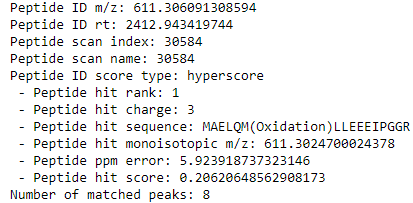 Peptide ID m/z: 611.306091308594
Peptide ID rt: 2412.943419744
Peptide scan index: 30584
Peptide scan name: 30584
Peptide ID score type: hyperscore
- Peptide hit rank: 1
- Peptide hit charge: 3
- Peptide hit sequence: MAELQM(Oxidation)LLEEEIPGGR
- Peptide hit monoisotopic m/z: 611.3024700024378
- Peptide ppm error: 5.923918737323146
- Peptide hit score: 0.20620648562908173
Number of matched peaks: 8